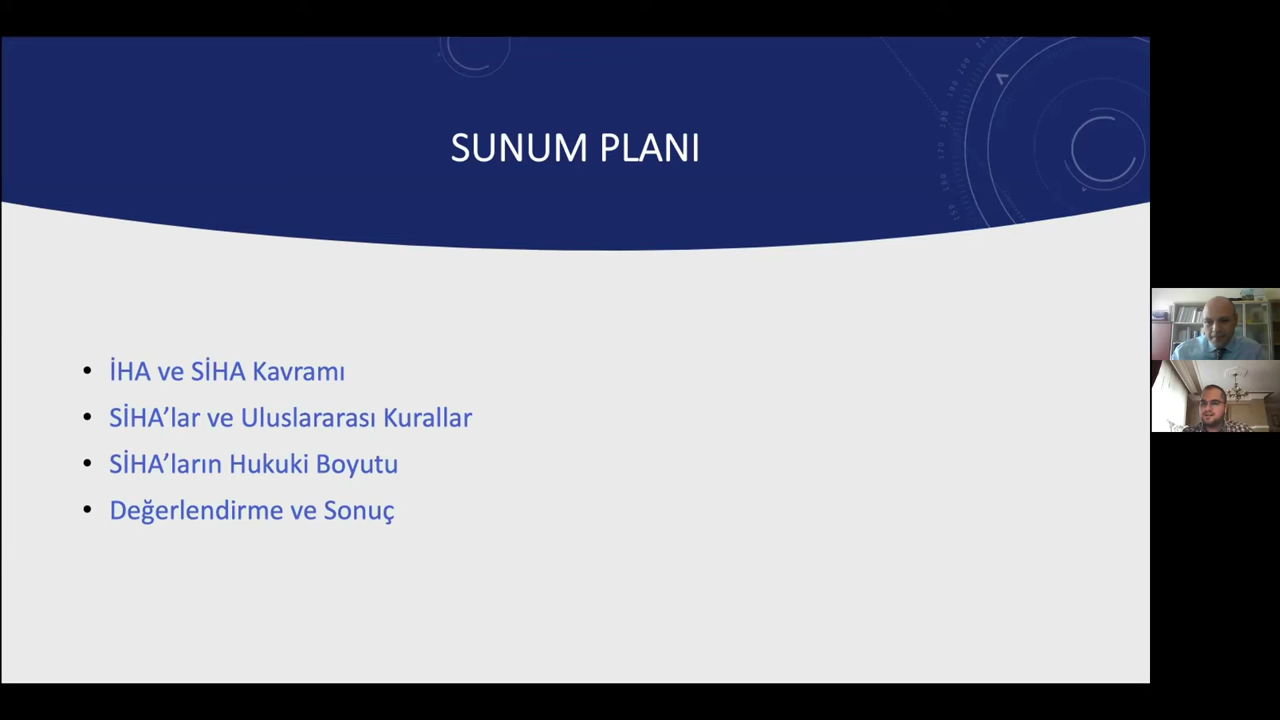 SUNUM PLANI
• İHA ve SİHA Kavramı
• SİHA’lar ve Uluslararası Kurallar
• SİHA’ların Hukuki Boyutu
• Değerlendirme ve Sonuç